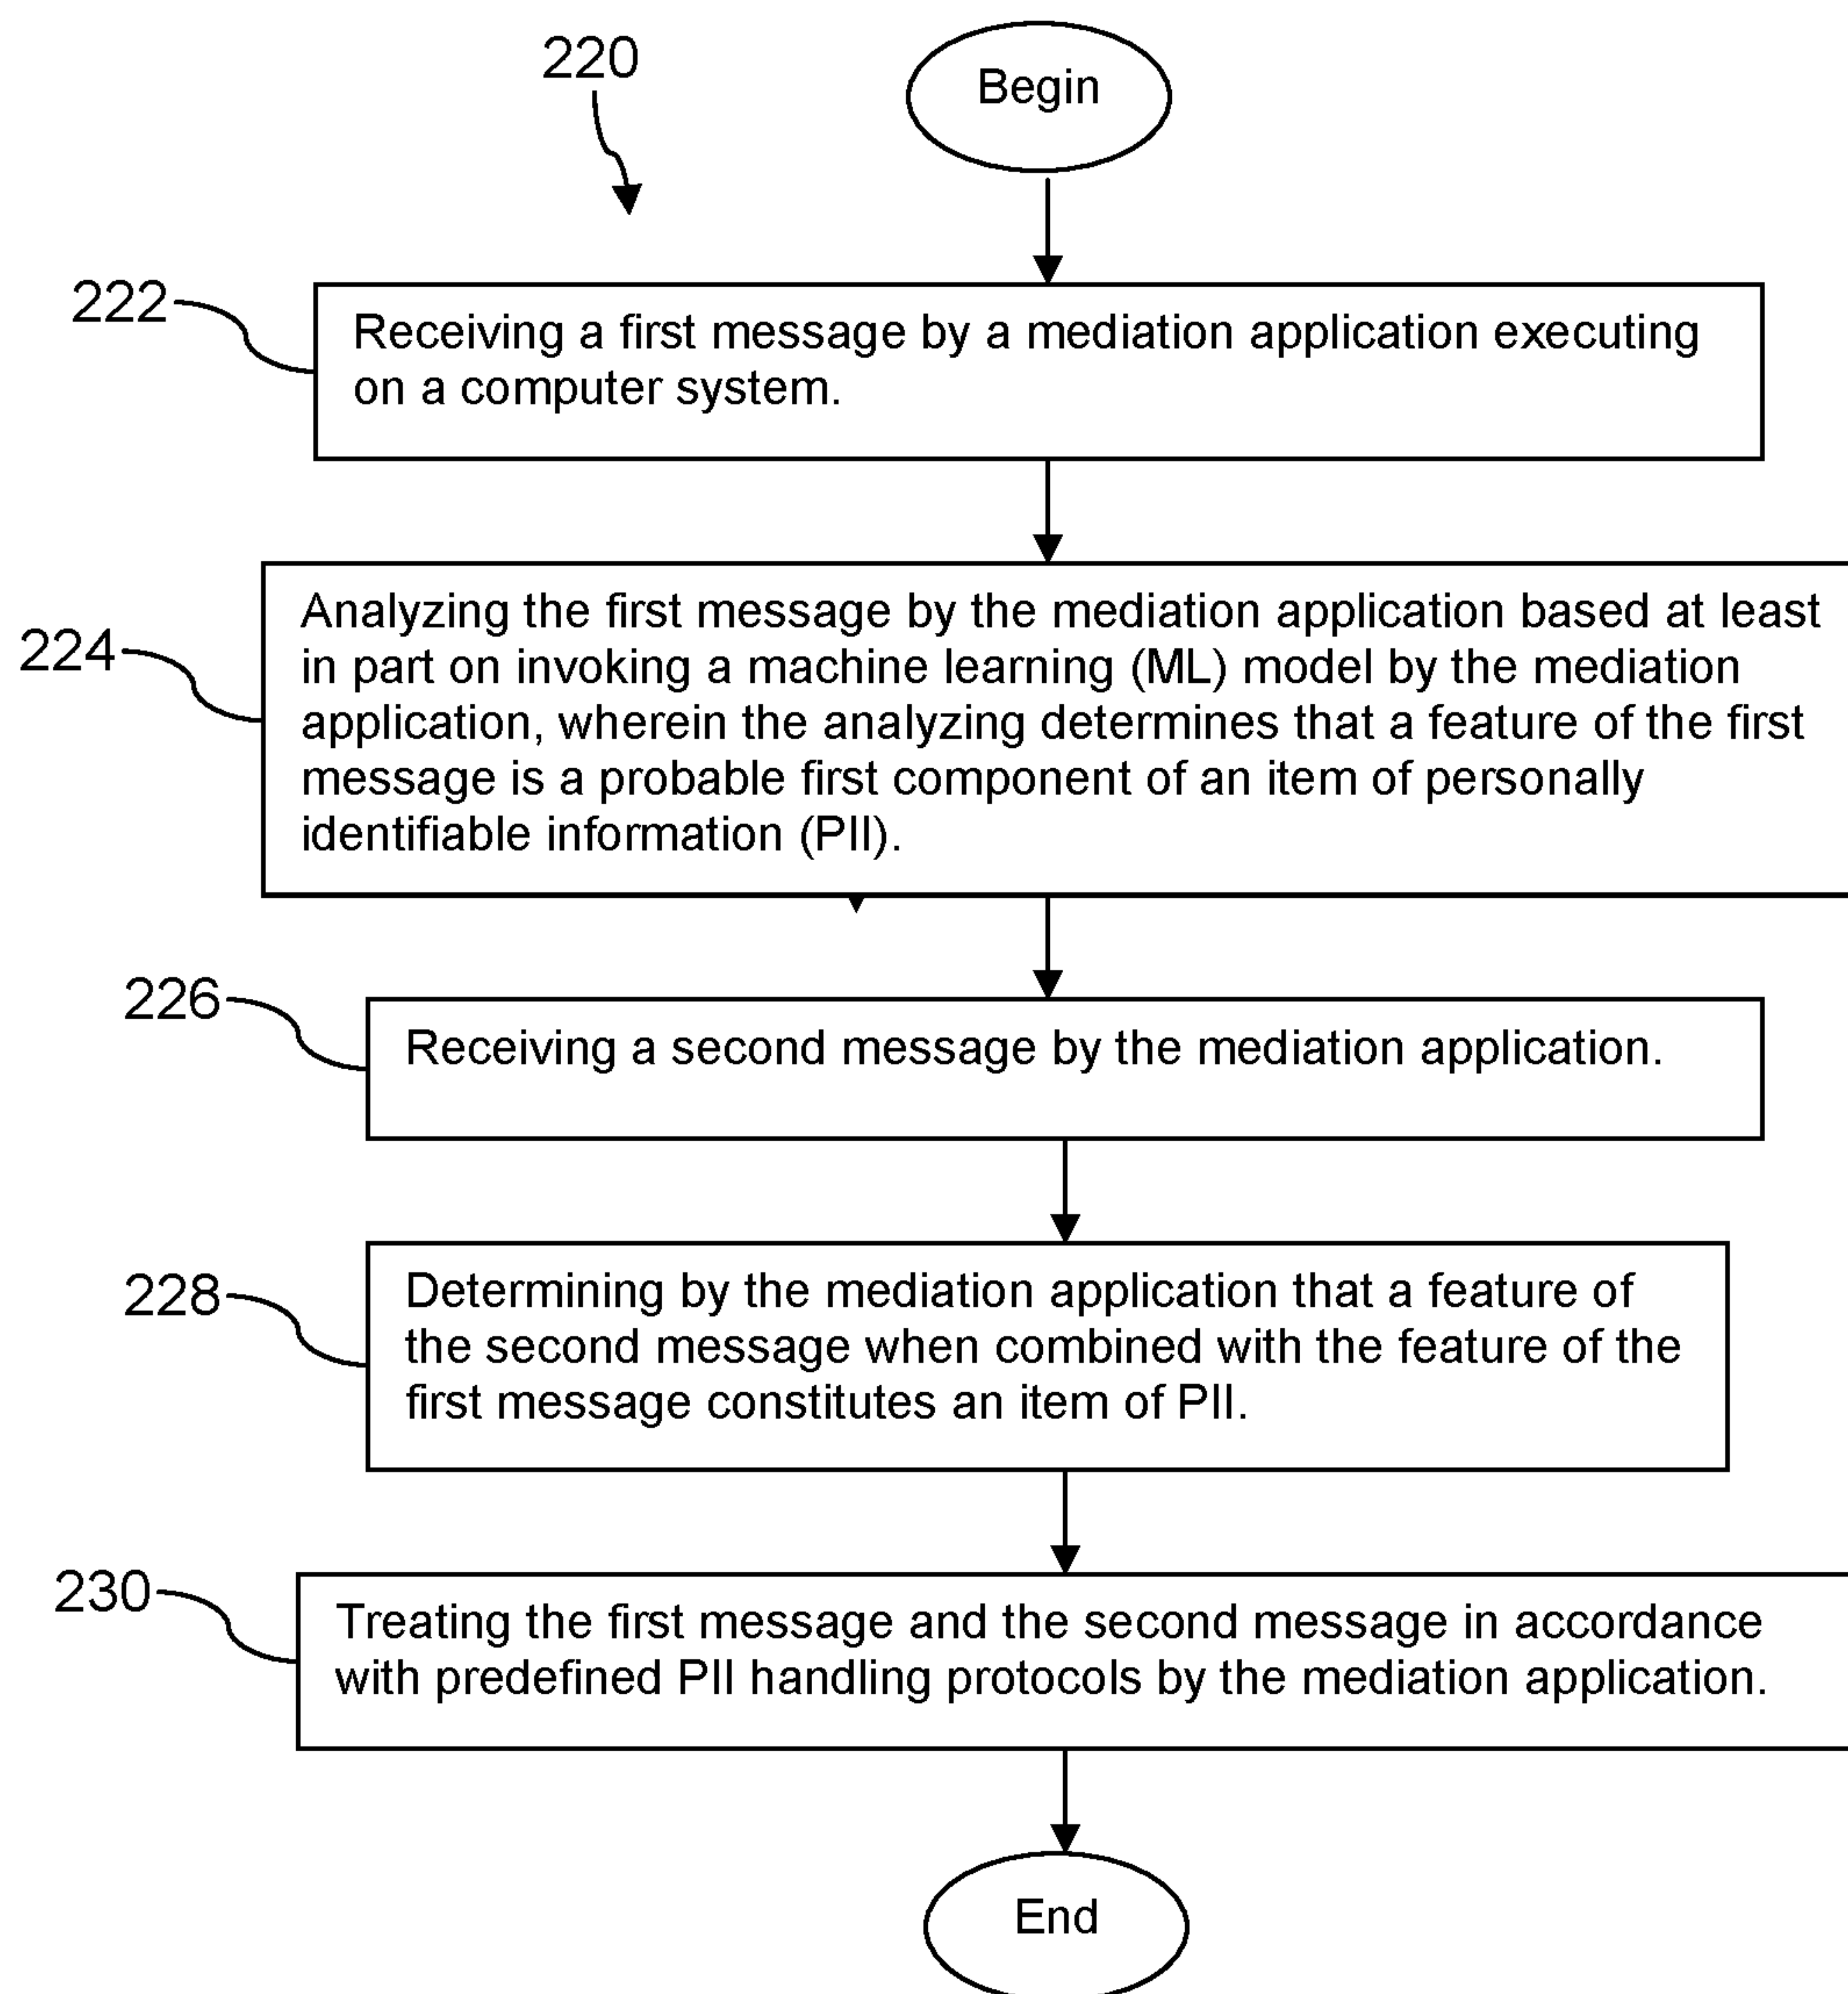 220
Begin
222
Receiving a first message by a mediation application executing
on a computer system.
224
Analyzing the first message by the mediation application based at least
in part on invoking a machine learning (ML) model by the mediation
application, wherein the analyzing determines that a feature of the first
message is a probable first component of an item of personally
identifiable information (PII).
226
Receiving a second message by the mediation application.
228
Determining by the mediation application that a feature of
the second message when combined with the feature of the
first message constitutes an item of PII.
230
Treating the first message and the second message in accordance
with predefined PII handling protocols by the mediation application.
End